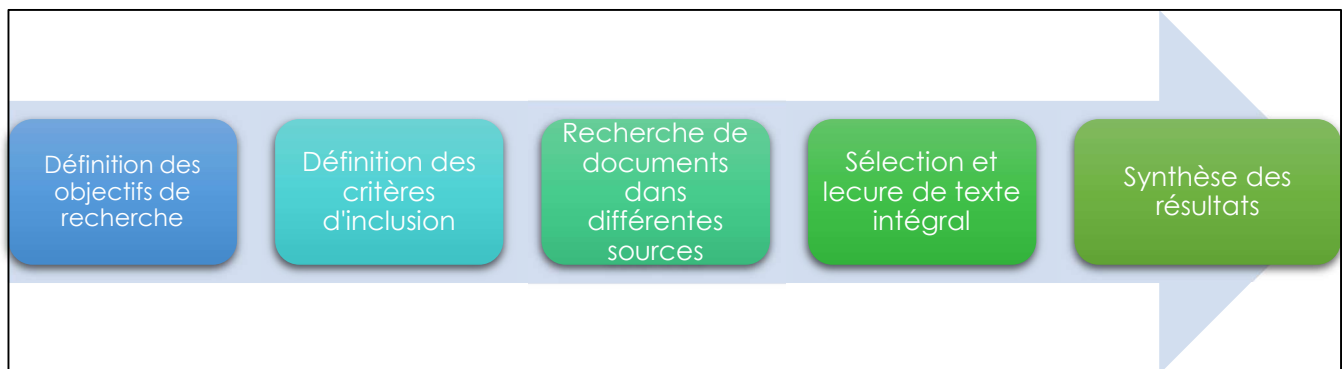 Définition des
objectifs de
recherche
Définition des
critères
d'inclusion
Recherche de
documents
dans
différentes
sources
Sélection et
lecure de texte
intégral
Synthèse des
résultats